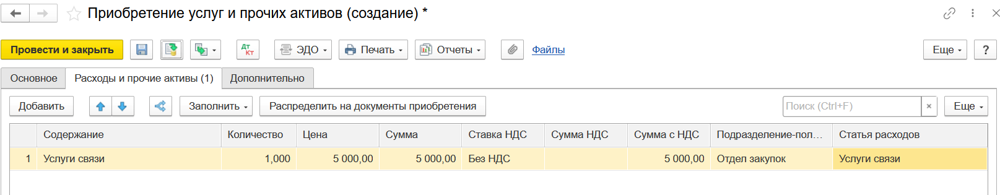 Приобретение услуг и прочих активов (создание) *
Провести и закрыть Дт Кт ЭДО Печать Отчеты Файлы Еще ?
Основное Расходы и прочие активы (1) Дополнительно
Добавить Заполнить Распределить на документы приобретения Поиск (Ctrl+F) × Еще
Содержание Количество Цена Сумма Ставка НДС Сумма НДС Сумма с НДС Подразделение-пол... Статья расходов
1 Услуги связи 1,000 5 000,00 5 000,00 Без НДС 5 000,00 Отдел закупок Услуги связи